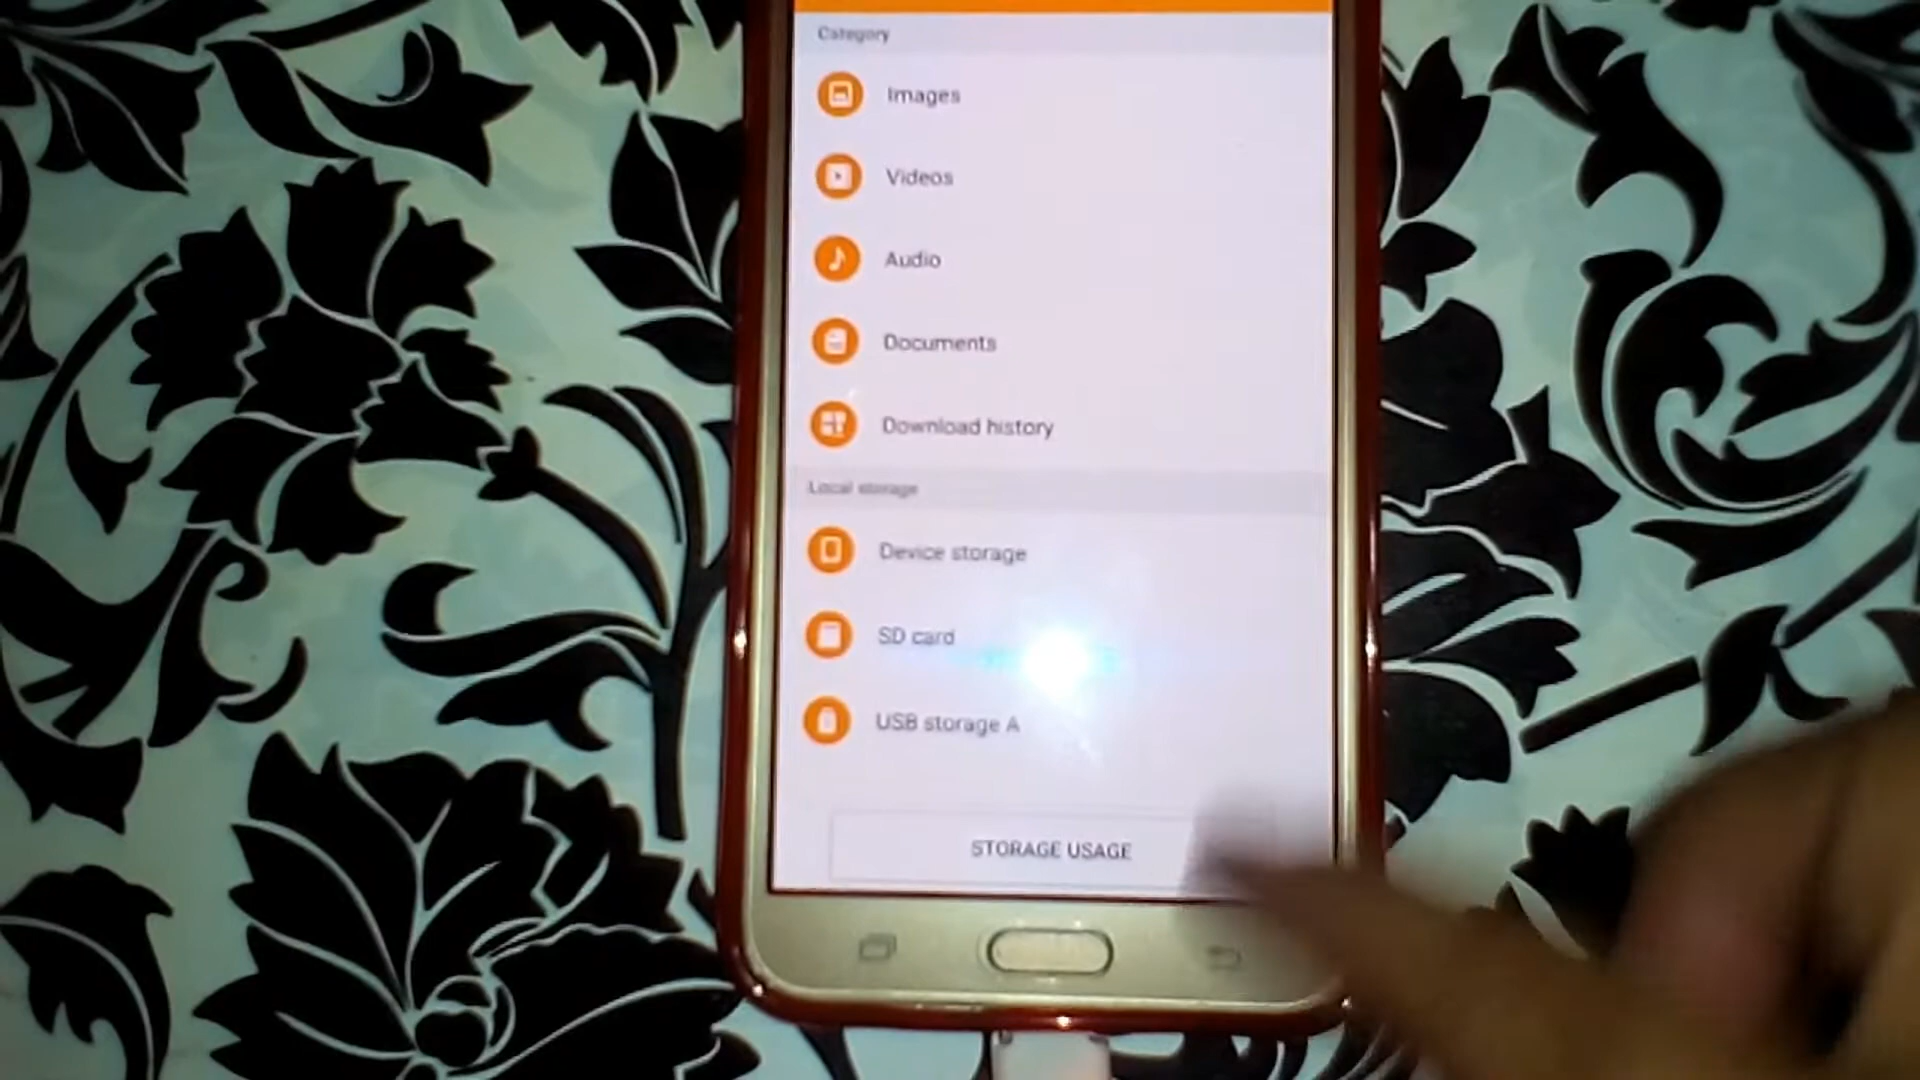 Category
Images
Videos
Audio
Documents
Download history
Local storage
Device storage
SD card
USB storage A
STORAGE USAGE